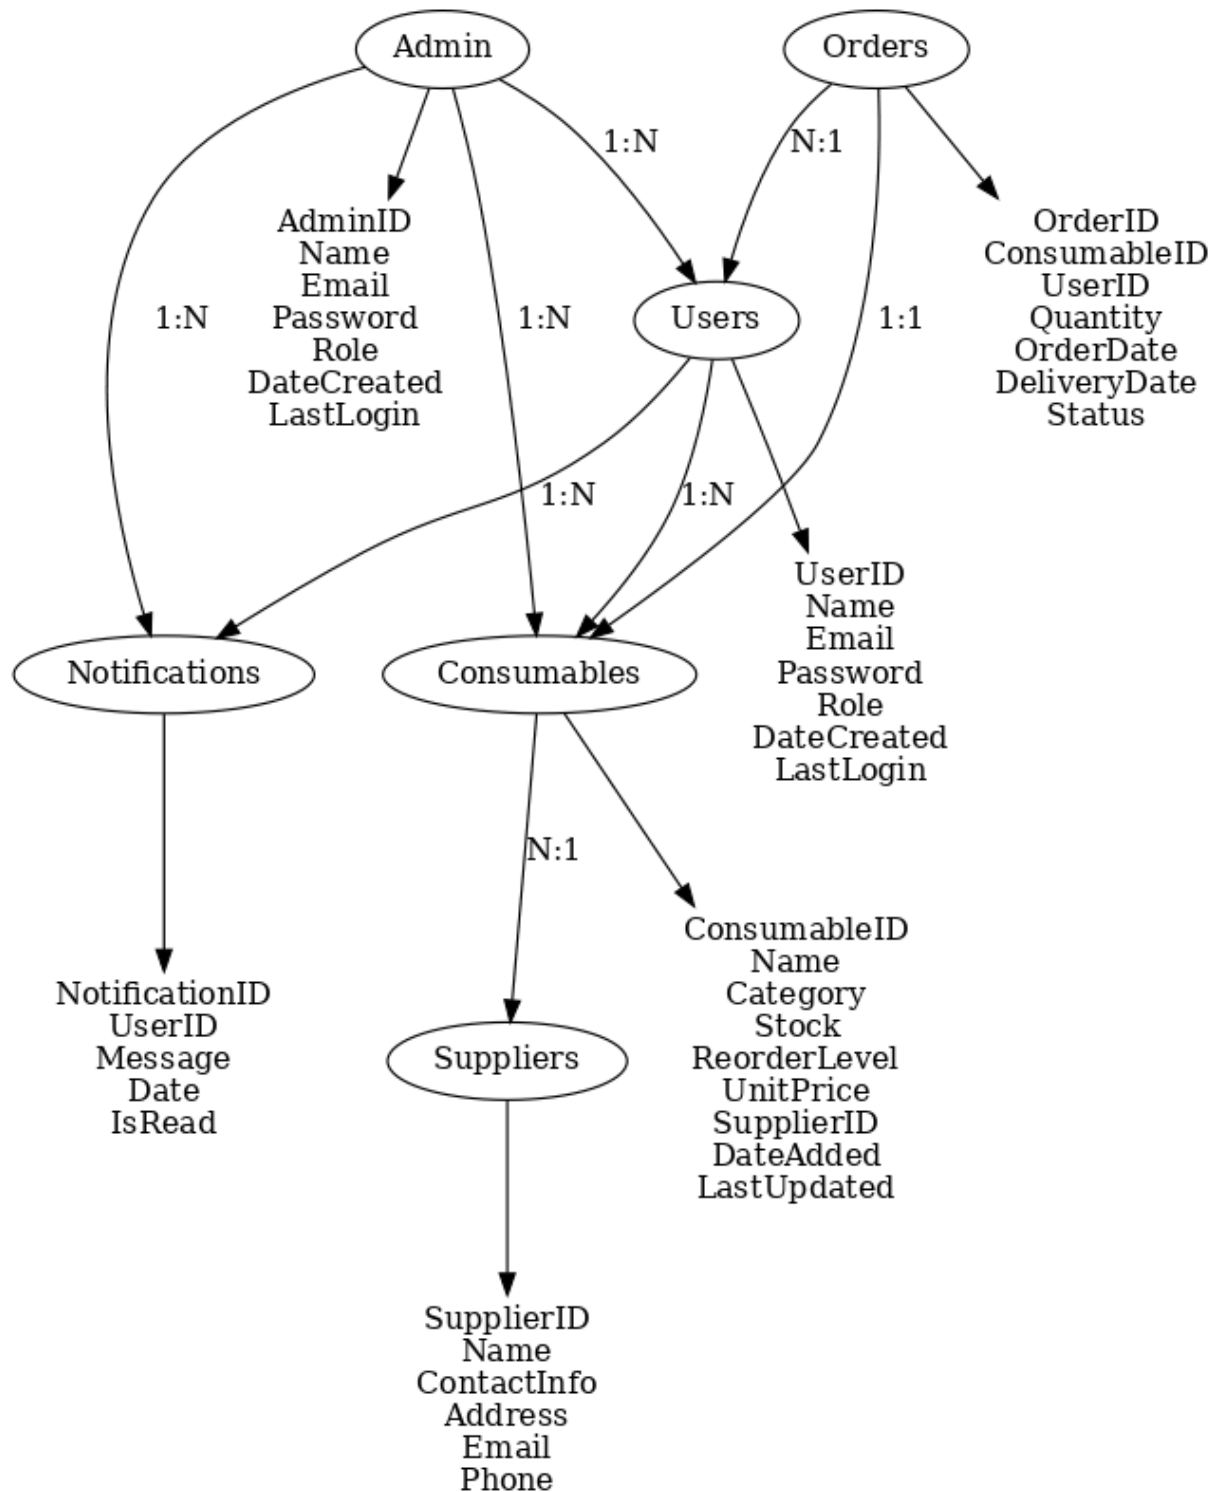 Admin
Orders
1:N
N:1
AdminID
Name
Email
Password
Role
DateCreated
LastLogin
OrderID
ConsumableID
UserID
Quantity
OrderDate
DeliveryDate
Status
1:N
1:N
Users
1:1
1:N
1:N
UserID
Name
Email
Password
Role
DateCreated
LastLogin
Notifications
Consumables
N:1
NotificationID
UserID
Message
Date
IsRead
ConsumableID
Name
Category
Stock
ReorderLevel
UnitPrice
SupplierID
DateAdded
LastUpdated
Suppliers
SupplierID
Name
ContactInfo
Address
Email
Phone